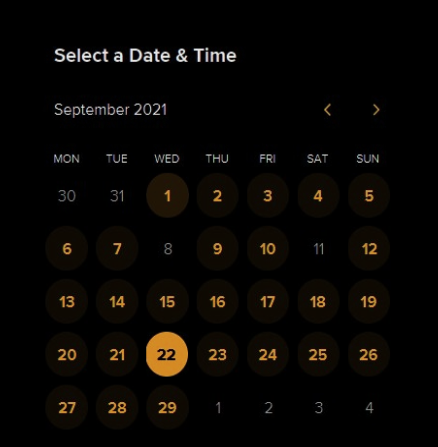 Select a Date & Time
September 2021
MON TUE WED THU FRI SAT SUN
30 31 1 2 3 4 5
6 7 8 9 10 11 12
13 14 15 16 17 18 19
20 21 22 23 24 25 26
27 28 29 1 2 3 4